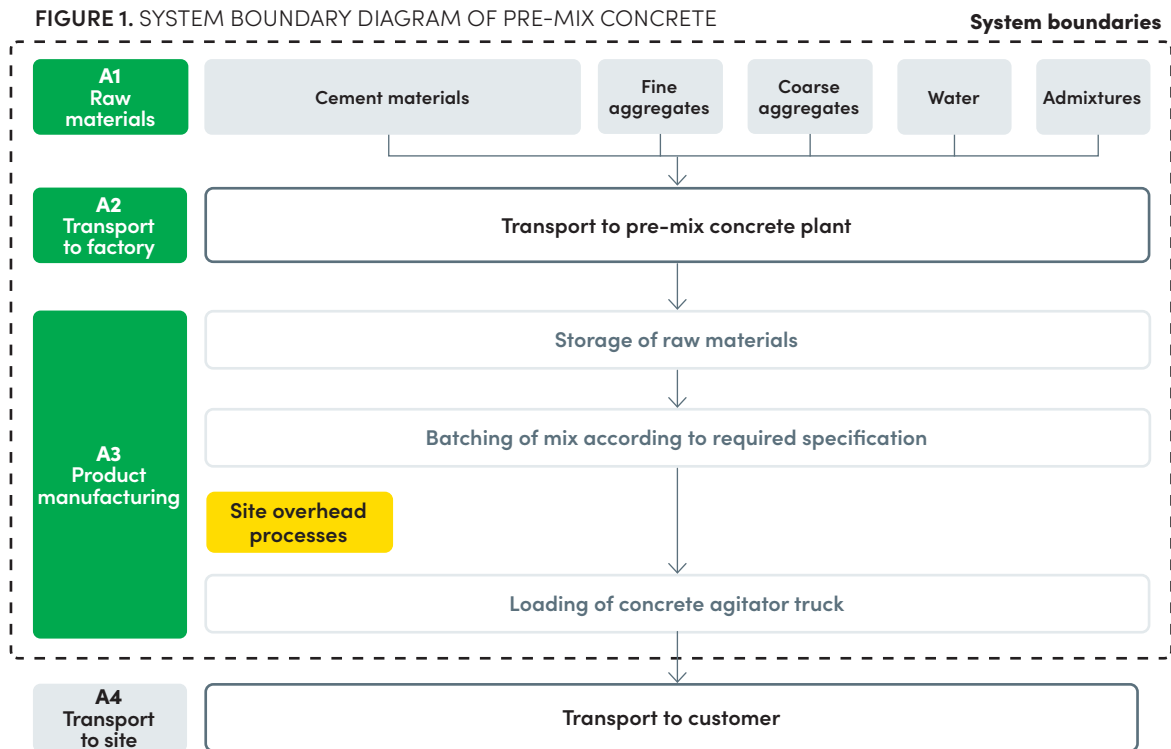 FIGURE 1. SYSTEM BOUNDARY DIAGRAM OF PRE-MIX CONCRETE
System boundaries
A1
Raw
materials
Cement materials
Fine
aggregates
Coarse
aggregates
Water
Admixtures
A2
Transport
to factory
Transport to pre-mix concrete plant
A3
Product
manufacturing
Storage of raw materials
Batching of mix according to required specification
Site overhead
processes
Loading of concrete agitator truck
A4
Transport
to site
Transport to customer